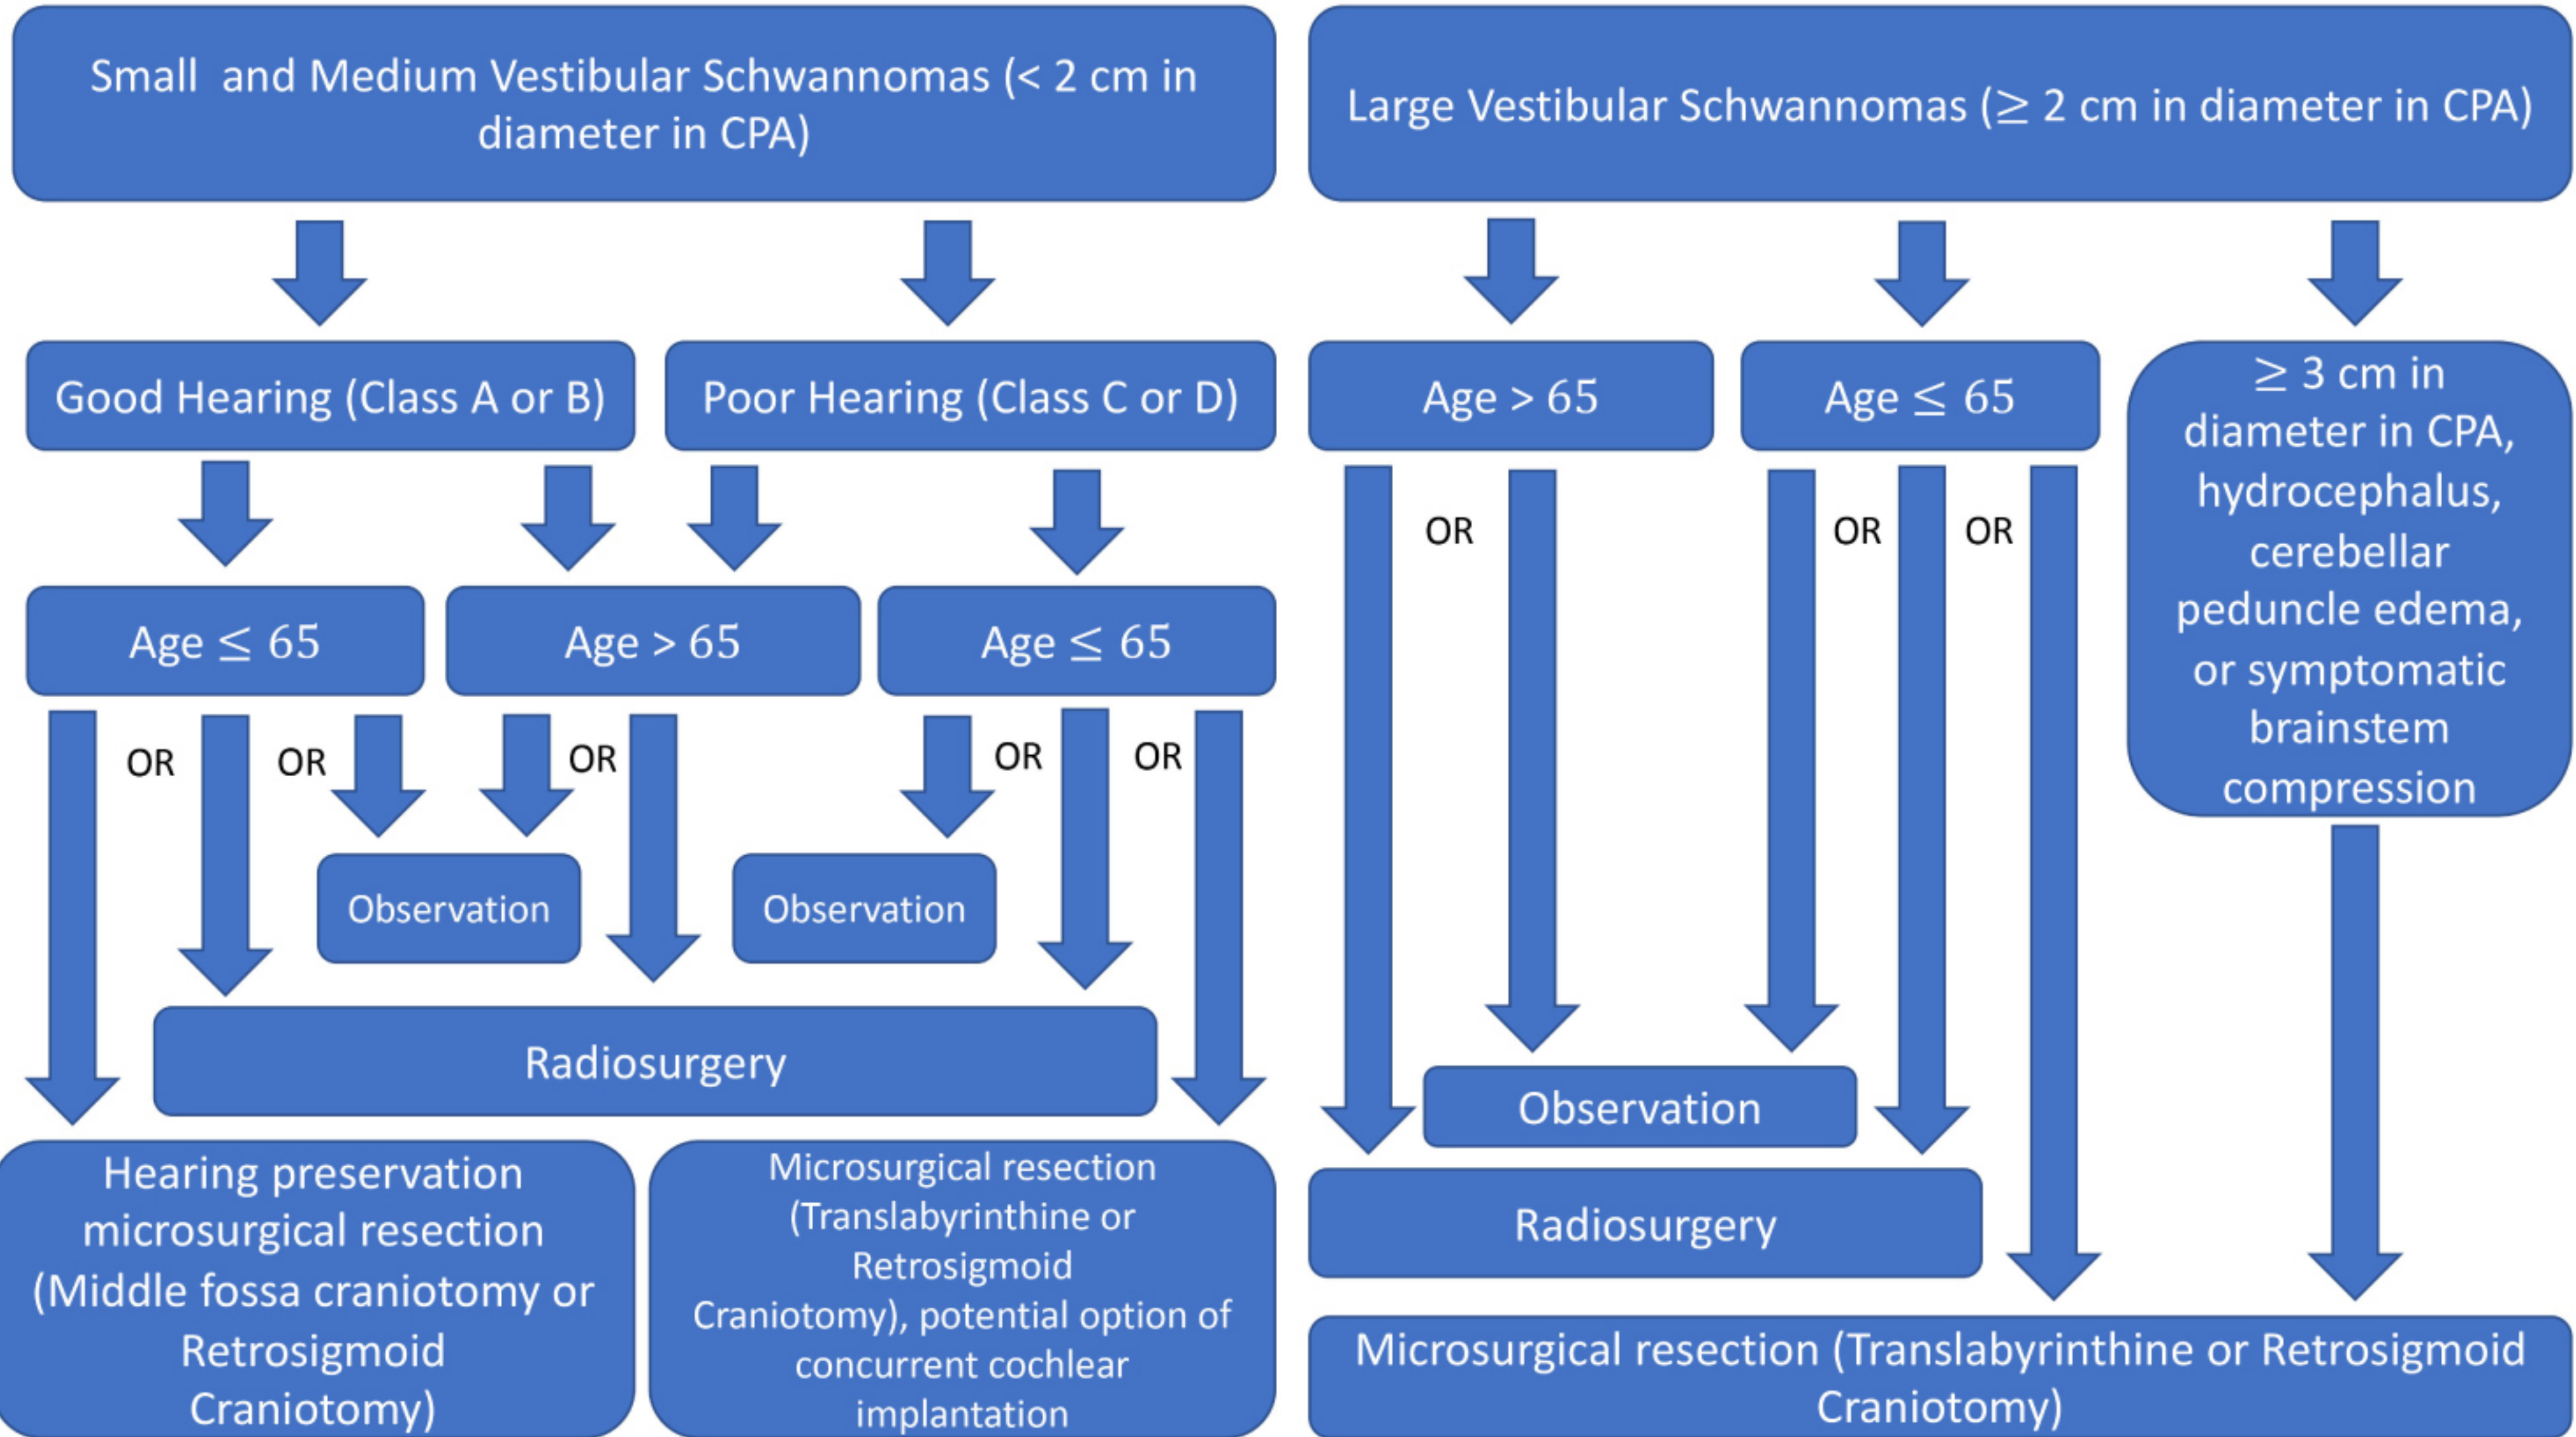 Small and Medium Vestibular Schwannomas (< 2 cm in
diameter in CPA)
Large Vestibular Schwannomas (≥ 2 cm in diameter in CPA)
Good Hearing (Class A or B)
Poor Hearing (Class C or D)
Age > 65
Age ≤ 65
≥ 3 cm in
diameter in CPA,
hydrocephalus,
cerebellar
peduncle edema,
or symptomatic
brainstem
compression
OR
OR
OR
Age ≤ 65
Age > 65
Age ≤ 65
OR
OR
OR
OR
OR
Observation
Observation
Radiosurgery
Observation
Radiosurgery
Hearing preservation
microsurgical resection
(Middle fossa craniotomy or
Retrosigmoid
Craniotomy)
Microsurgical resection
(Translabyrinthine or
Retrosigmoid
Craniotomy), potential option of
concurrent cochlear
implantation
Microsurgical resection (Translabyrinthine or Retrosigmoid
Craniotomy)